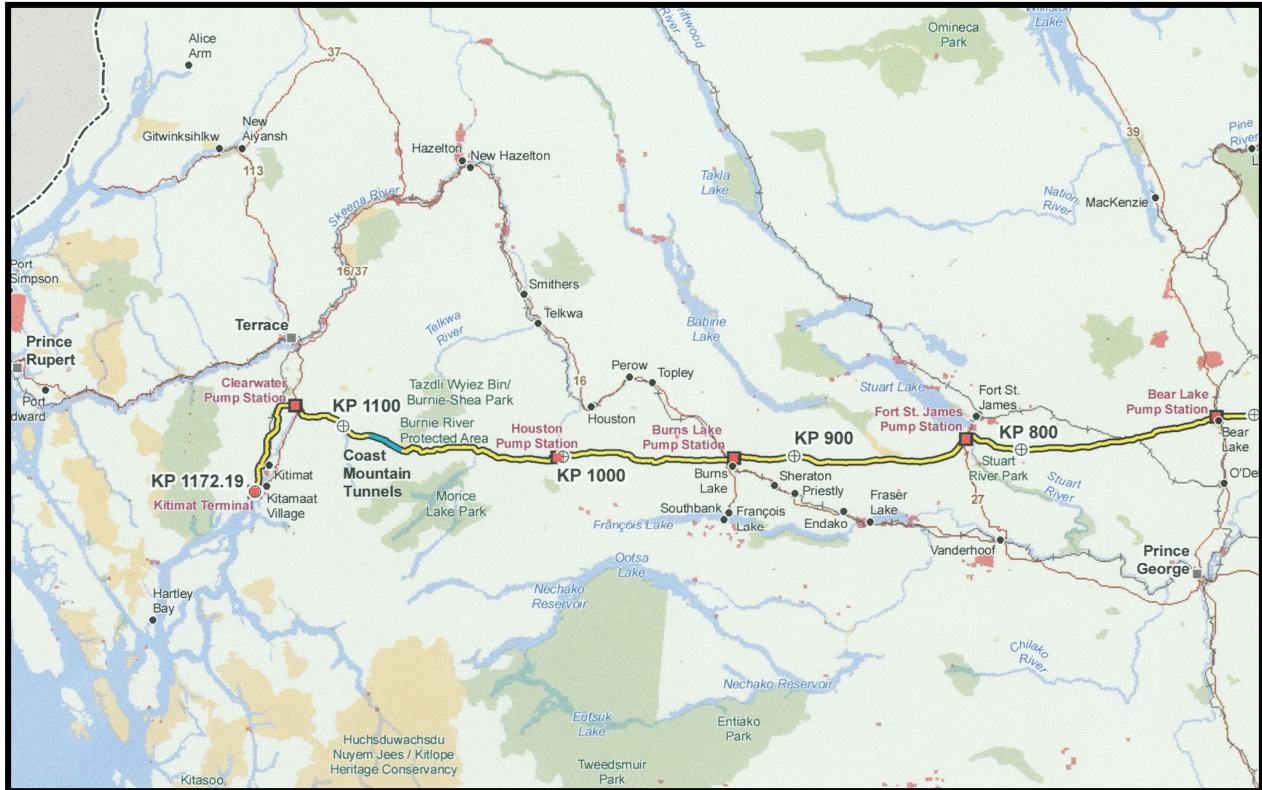 Alice
Arm
37
riftwood
River
Omineca
Park
Williston
Lake
39
Pine
River
Gitwinksihlkw
New
Aiyansh
113
Hazelton
New Hazelton
Skeena River
16/37
Takla
Lake
Nation
River
MacKenzie
Port
Simpson
Smithers
Telkwa
Telkwa
River
Babine
Lake
Terrace
Prince
Rupert
Port
dward
Clearwater
Pump Station
KP 1100
Tazdli Wyiez Bin/
Burnie-Shea Park
Burnie River
Protected Area
16
Perow
Topley
Houston
Houston
Pump Station
Burns Lake
Pump Station
KP 900
Stuart Lake
Fort St.
James
Fort St. James
Pump Station
KP 800
Bear Lake
Pump Station
Bear
Lake
KP 1172.19
Kitimat Terminal
Kitimat
Kitamaat
Village
Coast
Mountain
Tunnels
KP 1000
Morice
Lake Park
Burns
Lake
Sheraton
Priestly
Stuart
River Park
Stuart
River
27
O'De
Southbank
François
Lake
François Lake
Endako
Fraser
Lake
Vanderhoof
Prince
George
Ootsa
Lake
Nechako
Reservoir
Hartley
Bay
Chilako
River
Nechako Reservoir
Eutsuk
Lake
Entiako
Park
Tweedsmuir
Park
Huchsduwachsdu
Nuyem Jees / Kitlope
Heritage Conservancy
Kitasoo